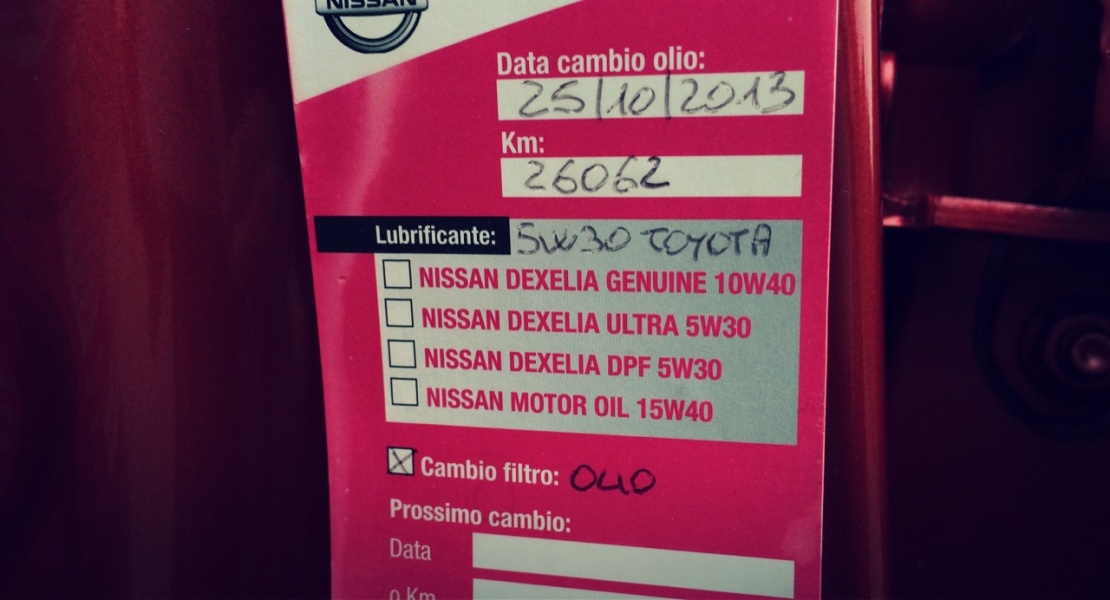 NISSAN
Data cambio olio:
25/10/2013
Km:
26062
Lubrificante: 5W30 TOYOTA
NISSAN DEXELIA GENUINE 10W40
NISSAN DEXELIA ULTRA 5W30
NISSAN DEXELIA DPF 5W30
NISSAN MOTOR OIL 15W40
Cambio filtro: OLIO
Prossimo cambio:
Data
o Km